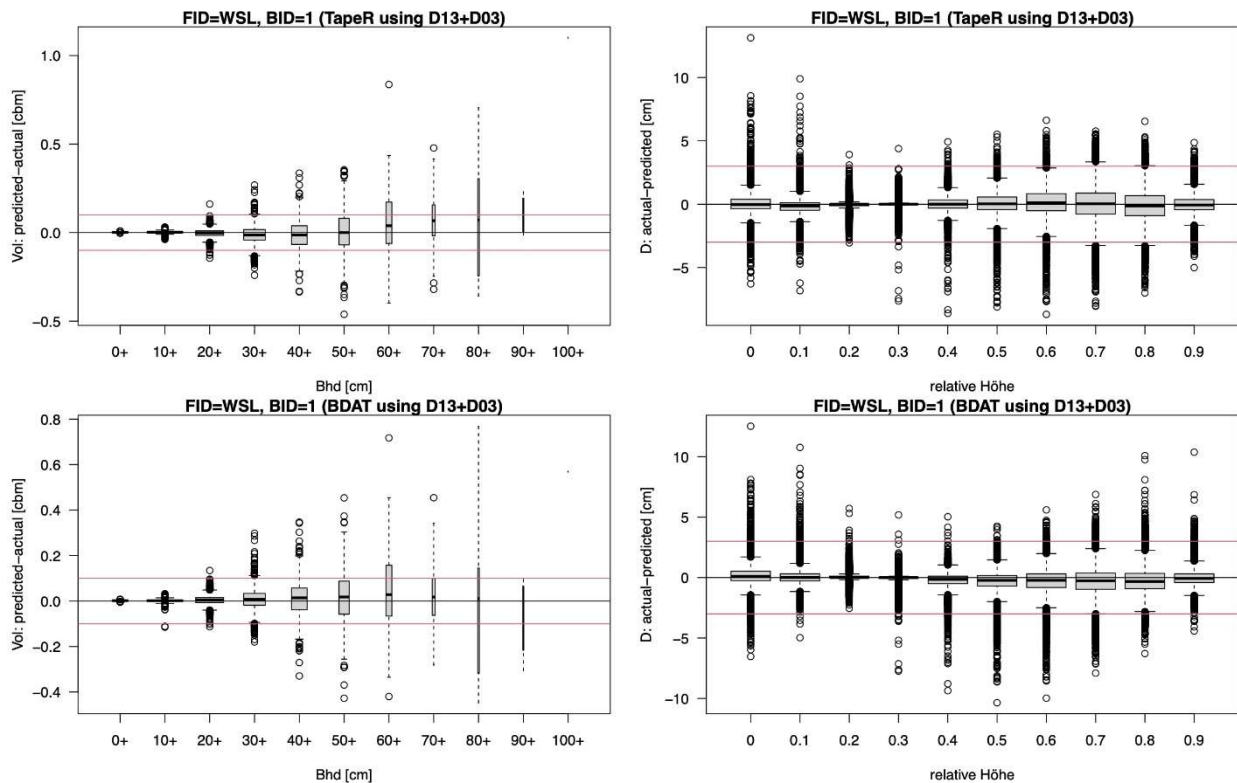 FID=WSL, BID=1 (TapeR using D13+D03)
Vol: predicted−actual [cbm]
1.0
0.5
0.0
−0.5
0+ 10+ 20+ 30+ 40+ 50+ 60+ 70+ 80+ 90+ 100+
Bhd [cm]
FID=WSL, BID=1 (TapeR using D13+D03)
D: actual−predicted [cm]
10
5
0
−5
0 0.1 0.2 0.3 0.4 0.5 0.6 0.7 0.8 0.9
relative Höhe
FID=WSL, BID=1 (BDAT using D13+D03)
Vol: predicted−actual [cbm]
0.8
0.6
0.4
0.2
0.0
−0.2
−0.4
0+ 10+ 20+ 30+ 40+ 50+ 60+ 70+ 80+ 90+ 100+
Bhd [cm]
FID=WSL, BID=1 (BDAT using D13+D03)
D: actual−predicted [cm]
10
5
0
−5
−10
0 0.1 0.2 0.3 0.4 0.5 0.6 0.7 0.8 0.9
relative Höhe